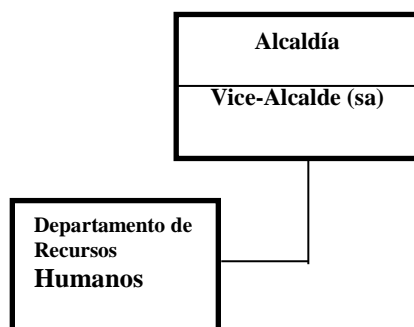 Alcaldía
Vice-Alcalde (sa)
Departamento de
Recursos
Humanos